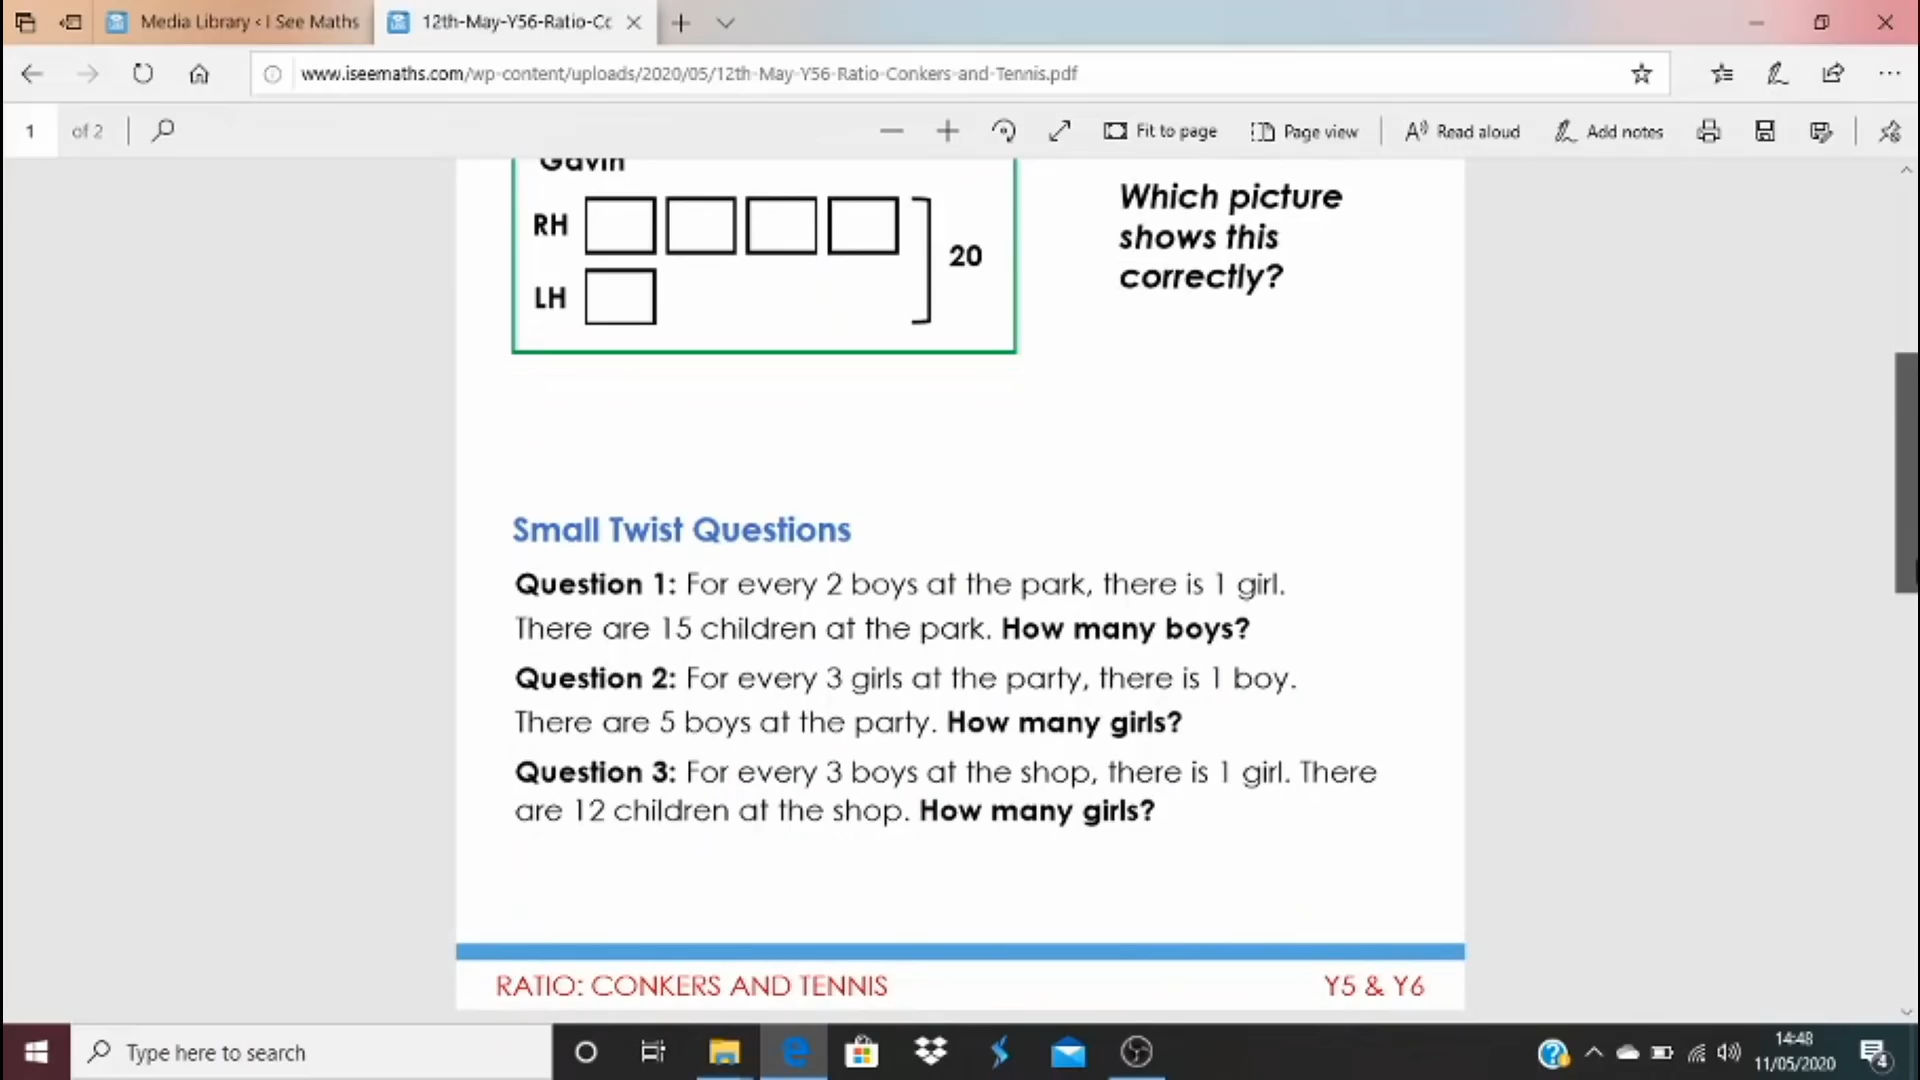 Media Library ‹ I See Maths
12th-May-Y56-Ratio-Cc
www.iseemaths.com/wp-content/uploads/2020/05/12th-May-Y56-Ratio-Conkers-and-Tennis.pdf
1 of 2
Fit to page
Page view
Read aloud
Add notes
Gavin
RH
20
LH
Which picture
shows this
correctly?
Small Twist Questions
Question 1: For every 2 boys at the park, there is 1 girl.
There are 15 children at the park. How many boys?
Question 2: For every 3 girls at the party, there is 1 boy.
There are 5 boys at the party. How many girls?
Question 3: For every 3 boys at the shop, there is 1 girl. There
are 12 children at the shop. How many girls?
RATIO: CONKERS AND TENNIS
Y5 & Y6
Type here to search
14:48
11/05/2020
4